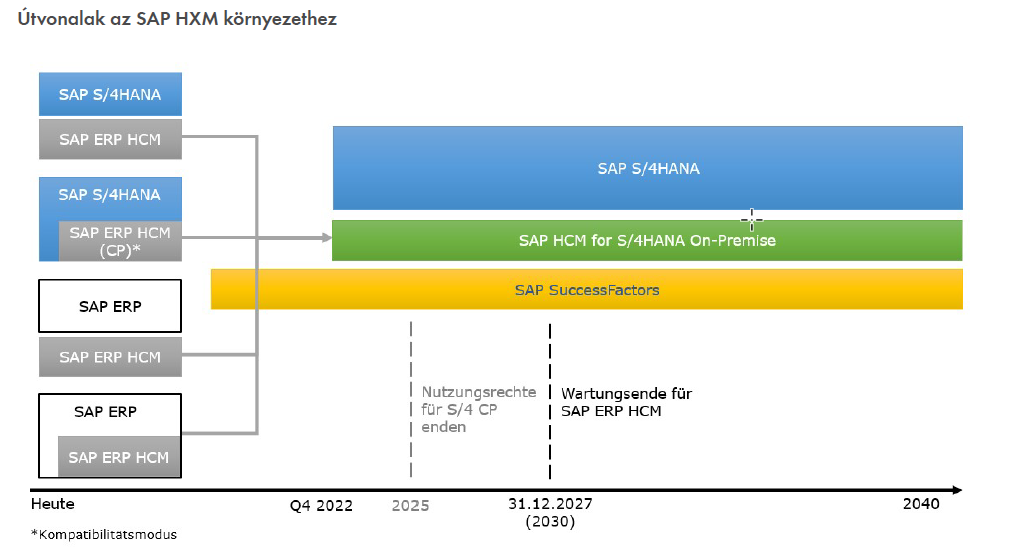 Útvonalak az SAP HXM környezethez
SAP S/4HANA
SAP ERP HCM
SAP S/4HANA
SAP ERP HCM
(CP)*
SAP ERP
SAP ERP HCM
SAP ERP
SAP ERP HCM
SAP S/4HANA
SAP HCM for S/4HANA On-Premise
SAP SuccessFactors
Nutzungsrechte
für S/4 CP
enden
Wartungsende für
SAP ERP HCM
Heute
Q4 2022
2025
31.12.2027
(2030)
2040
*Kompatibilitätsmodus